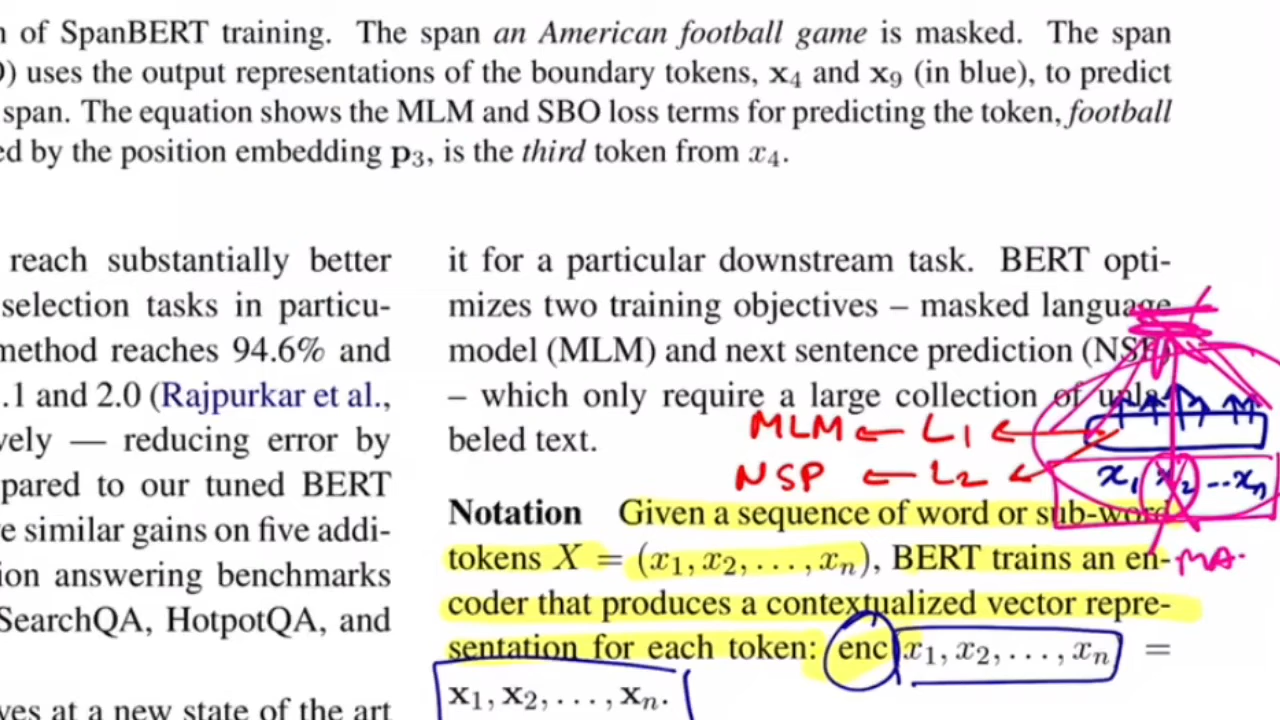 n of SpanBERT training. The span an American football game is masked. The span
) uses the output representations of the boundary tokens, x4 and x9 (in blue), to predict
span. The equation shows the MLM and SBO loss terms for predicting the token, football
ed by the position embedding p3, is the third token from x4.
reach substantially better
selection tasks in particu-
method reaches 94.6% and
.1 and 2.0 (Rajpurkar et al.,
vely — reducing error by
pared to our tuned BERT
e similar gains on five addi-
ion answering benchmarks
SearchQA, HotpotQA, and
ves at a new state of the art
it for a particular downstream task. BERT opti-
mizes two training objectives – masked language
model (MLM) and next sentence prediction (NSP)
– which only require a large collection of unla-
beled text.
MLM ← L1 ←
NSP ← L2 ←
x1 x2 ... xn
Notation Given a sequence of word or sub-word
tokens X = (x1, x2, . . . , xn), BERT trains an en-
coder that produces a contextualized vector repre-
sentation for each token: enc(x1, x2, . . . , xn) =
x1, x2, . . . , xn.